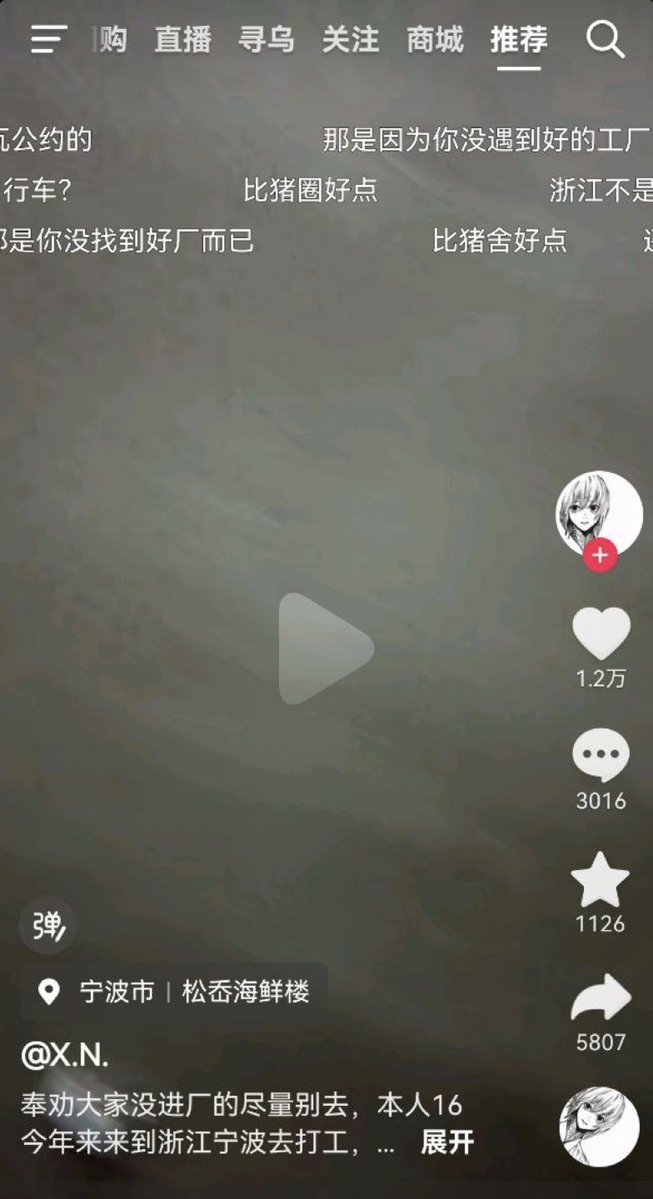 购 直播 寻乌 关注 商城 推荐
公约的 那是因为你没遇到好的工厂
行车? 比猪圈好点 浙江不是
是你没找到好厂而已 比猪舍好点
1.2万
3016
1126
弹
宁波市 | 松岙海鲜楼
5807
@X.N.
奉劝大家没进厂的尽量别去，本人16
今年来来到浙江宁波去打工，... 展开